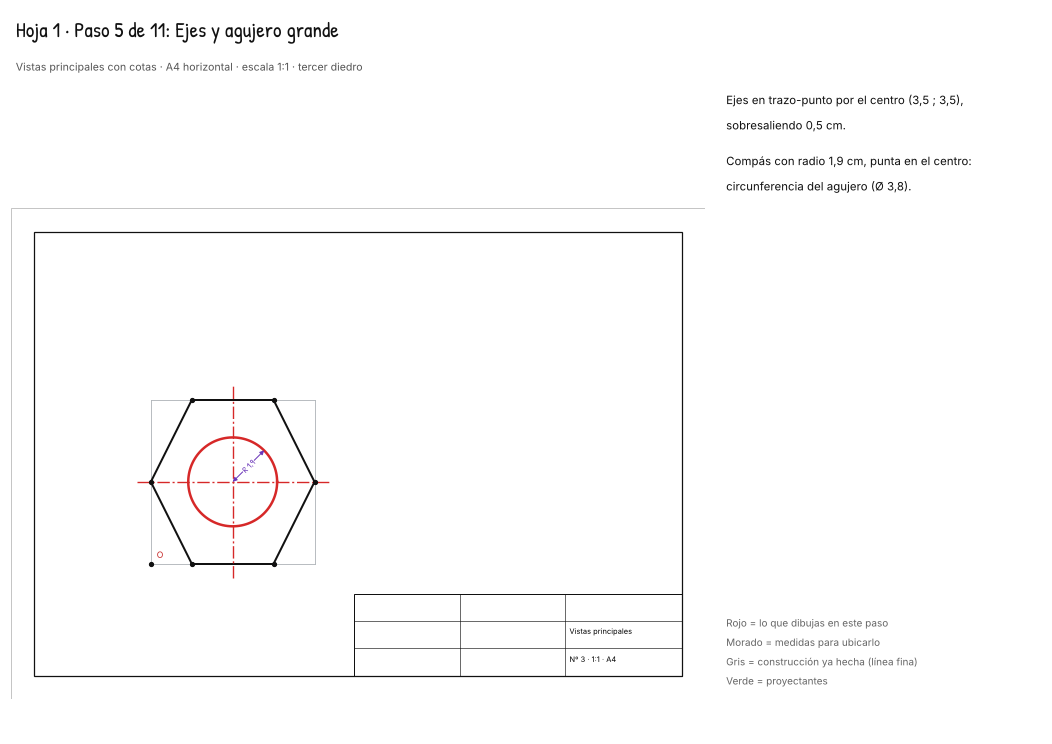 Hoja 1 · Paso 5 de 11: Ejes y agujero grande
Vistas principales con cotas · A4 horizontal · escala 1:1 · tercer diedro
Ejes en trazo-punto por el centro (3,5 ; 3,5),
sobresaliendo 0,5 cm.
Compás con radio 1,9 cm, punta en el centro:
circunferencia del agujero (Ø 3,8).
R 1,9
O
Vistas principales
Nº 3 · 1:1 · A4
Rojo = lo que dibujas en este paso
Morado = medidas para ubicarlo
Gris = construcción ya hecha (línea fina)
Verde = proyectantes